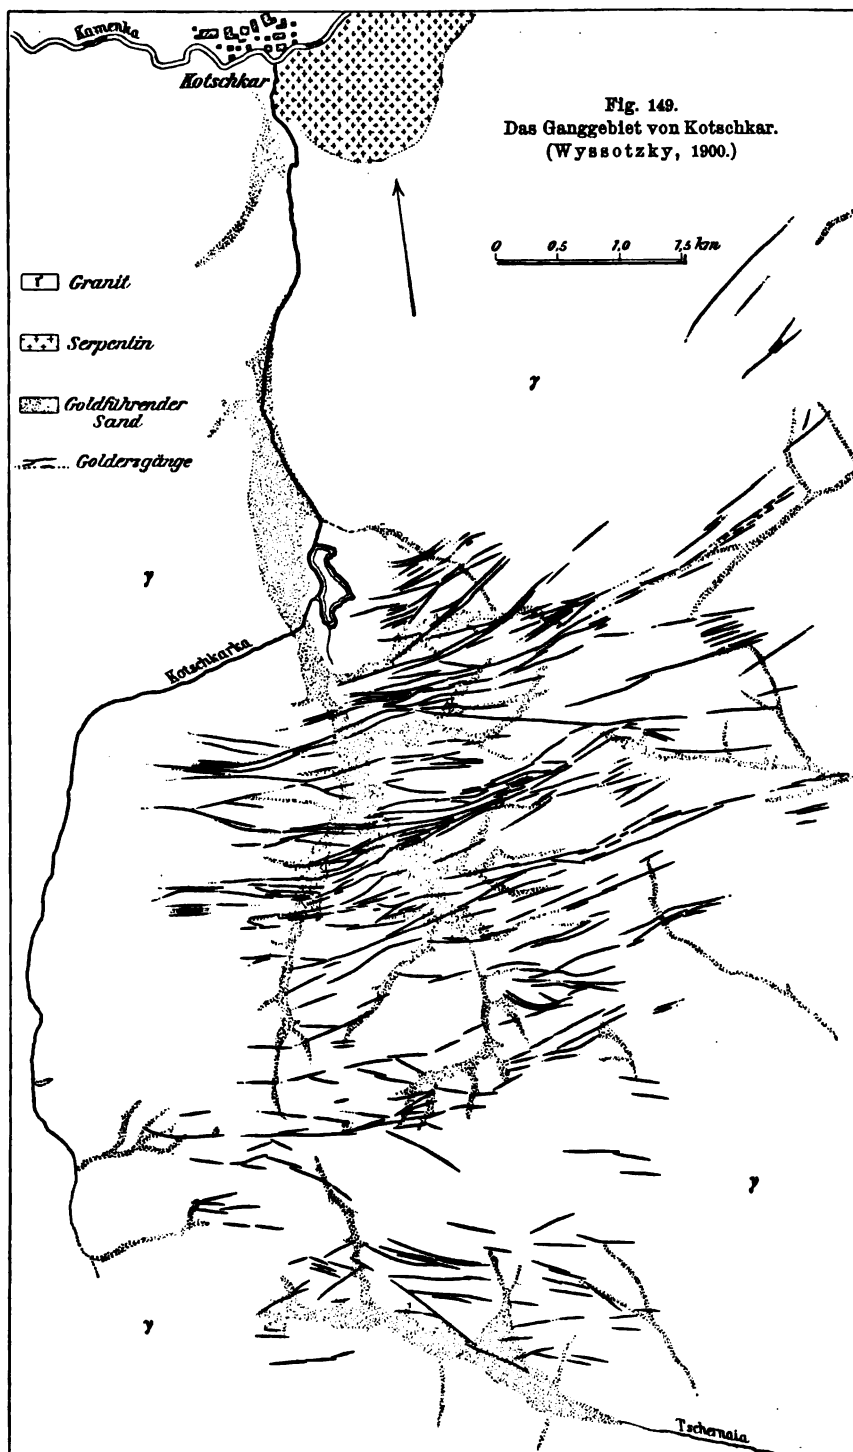 Kamenka
Kotschkar
Fig. 149.
Das Ganggebiet von Kotschkar.
(Wyssotzky, 1900.)
0 0.5 1,0 1,5 km
γ Granit
Serpentin
Goldführender
Sand
Golderzgänge
γ
γ
Kotschkarka
γ
γ
Tschernaia